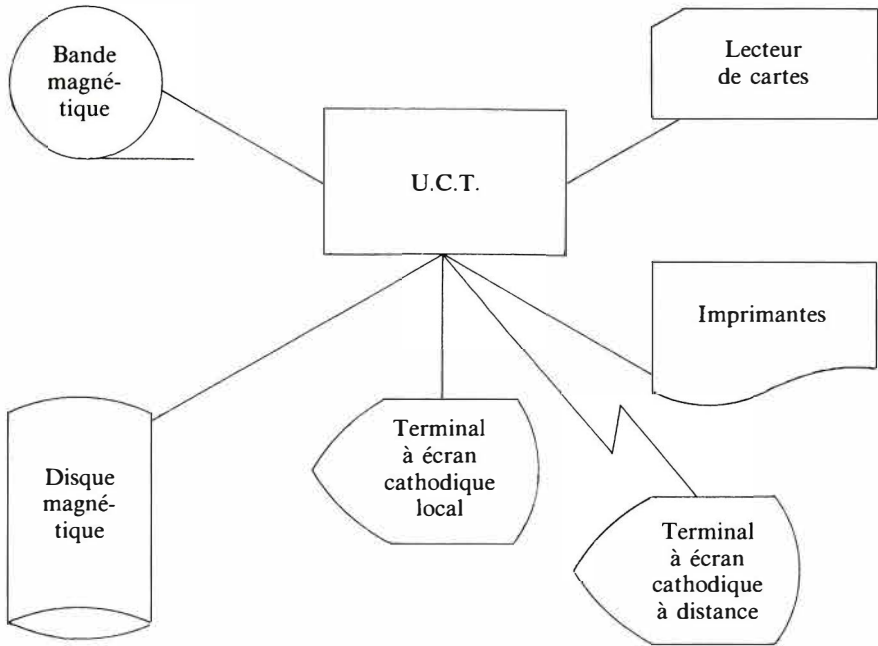 Bande
magné-
tique
Lecteur
de cartes
U.C.T.
Imprimantes
Terminal
à écran
cathodique
local
Disque
magné-
tique
Terminal
à écran
cathodique
à distance